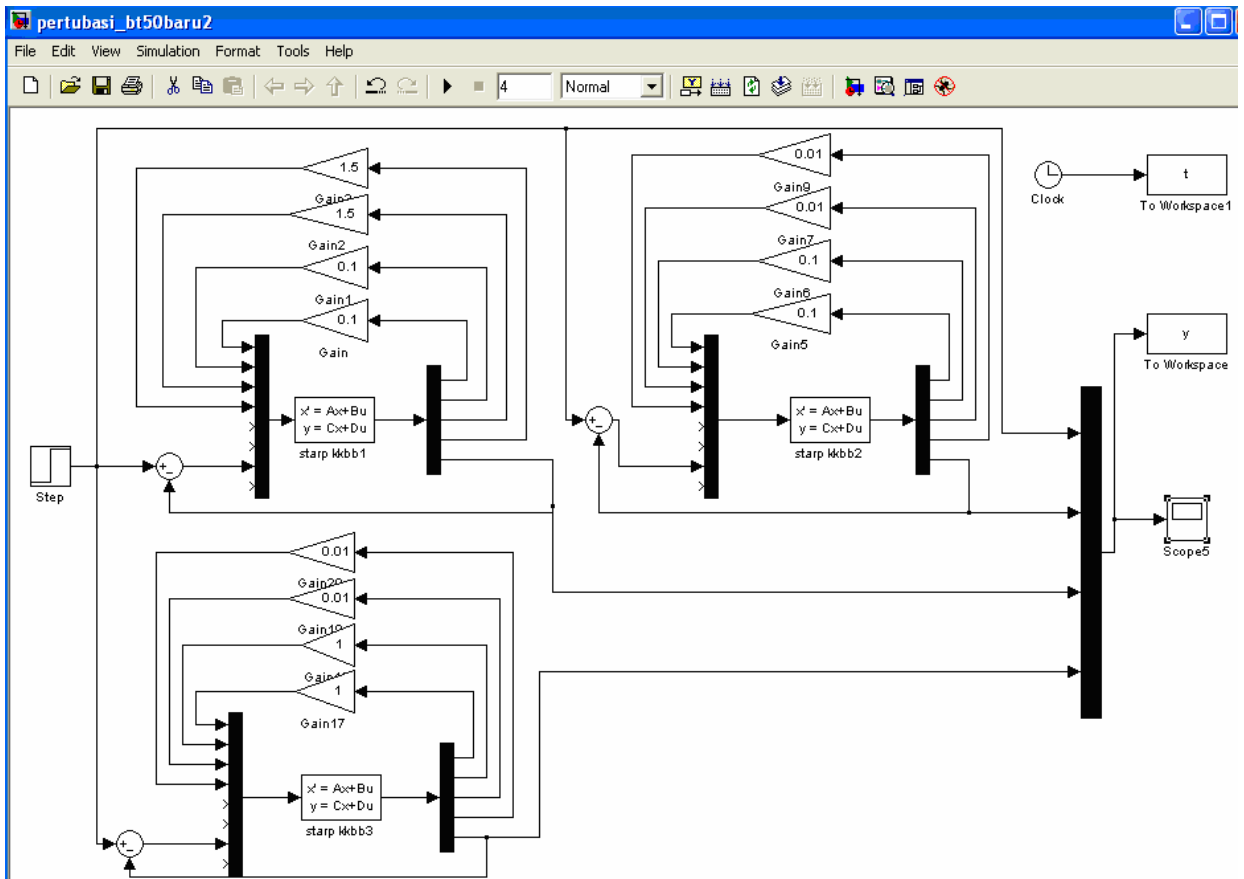 pertubasi_bt50baru2
File Edit View Simulation Format Tools Help
4 Normal
1.5
1.5
Gain2
0.1
Gain1
0.1
Gain
x' = Ax+Bu
y = Cx+Du
starp kkbb1
Step
0.01
Gain9
0.01
Gain7
0.1
Gain6
0.1
Gain5
x' = Ax+Bu
y = Cx+Du
starp kkbb2
Clock
t
To Workspace1
y
To Workspace
Scope5
0.01
Gain20
0.01
Gain19
1
1
Gain17
x' = Ax+Bu
y = Cx+Du
starp kkbb3